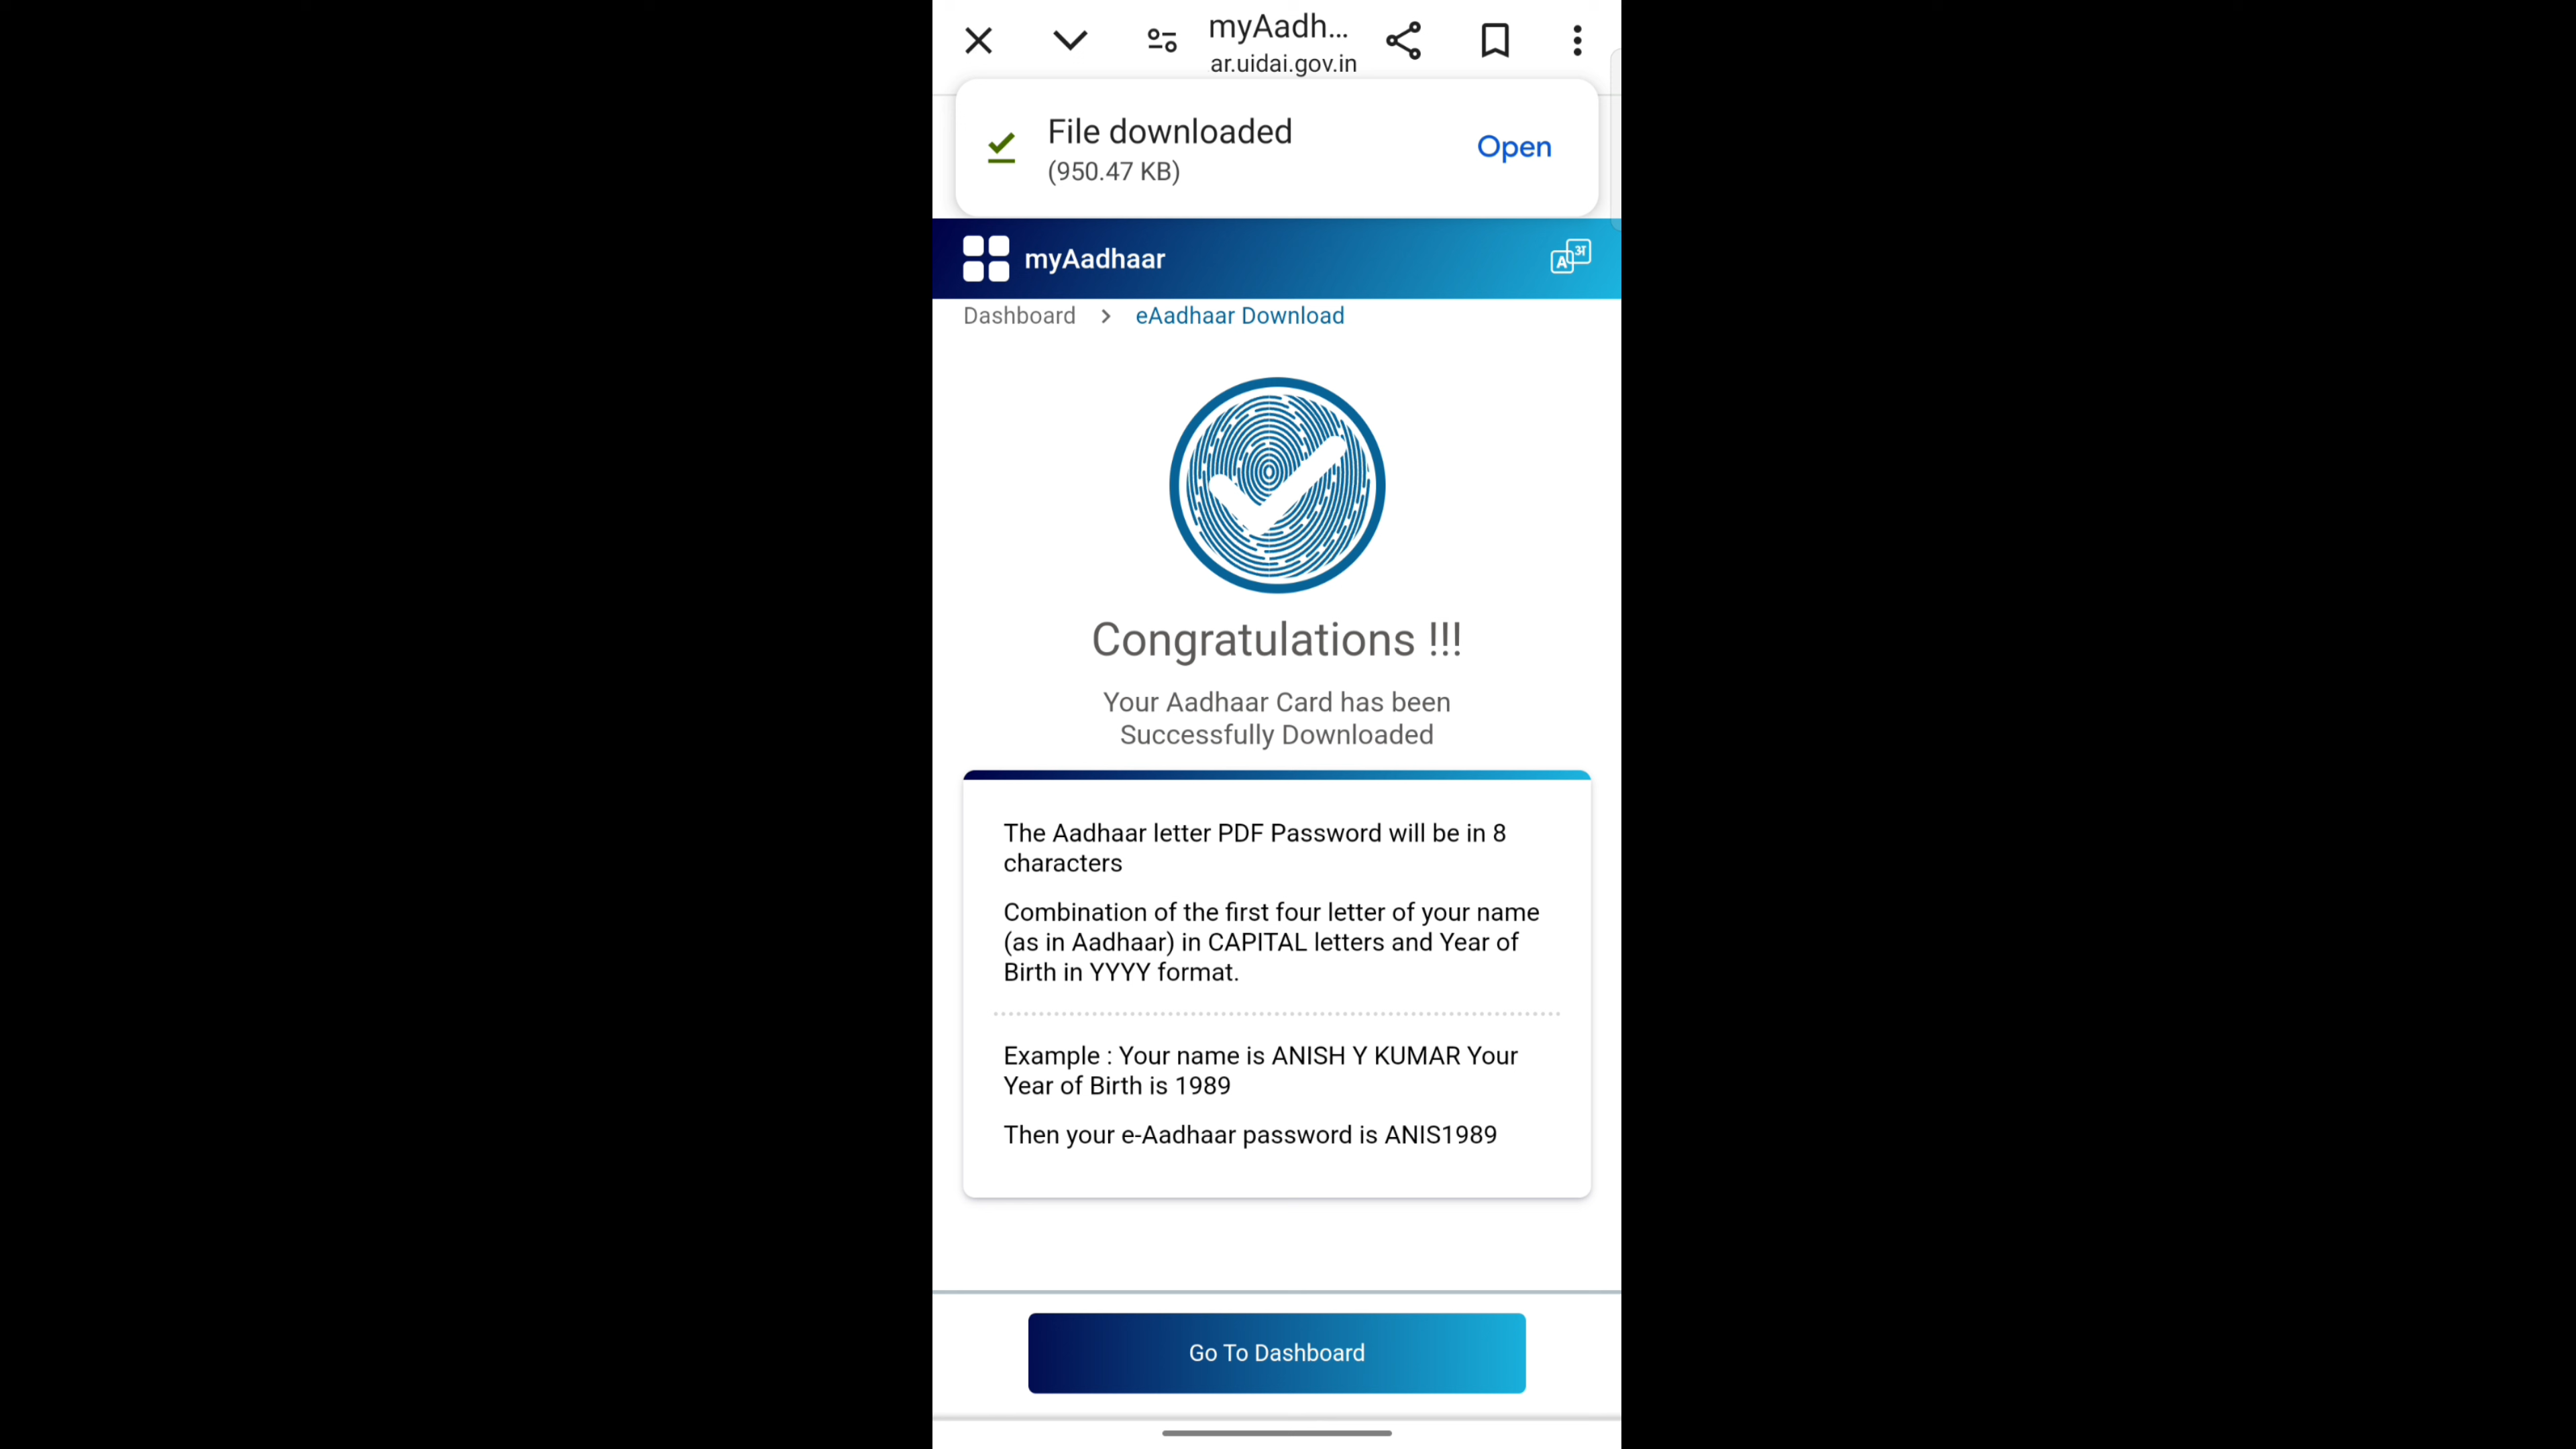 myAadh...
ar.uidai.gov.in
File downloaded
(950.47 KB)
Open
myAadhaar
A अ
Dashboard > eAadhaar Download
Congratulations !!!
Your Aadhaar Card has been
Successfully Downloaded
The Aadhaar letter PDF Password will be in 8
characters
Combination of the first four letter of your name
(as in Aadhaar) in CAPITAL letters and Year of
Birth in YYYY format.
Example : Your name is ANISH Y KUMAR Your
Year of Birth is 1989
Then your e-Aadhaar password is ANIS1989
Go To Dashboard